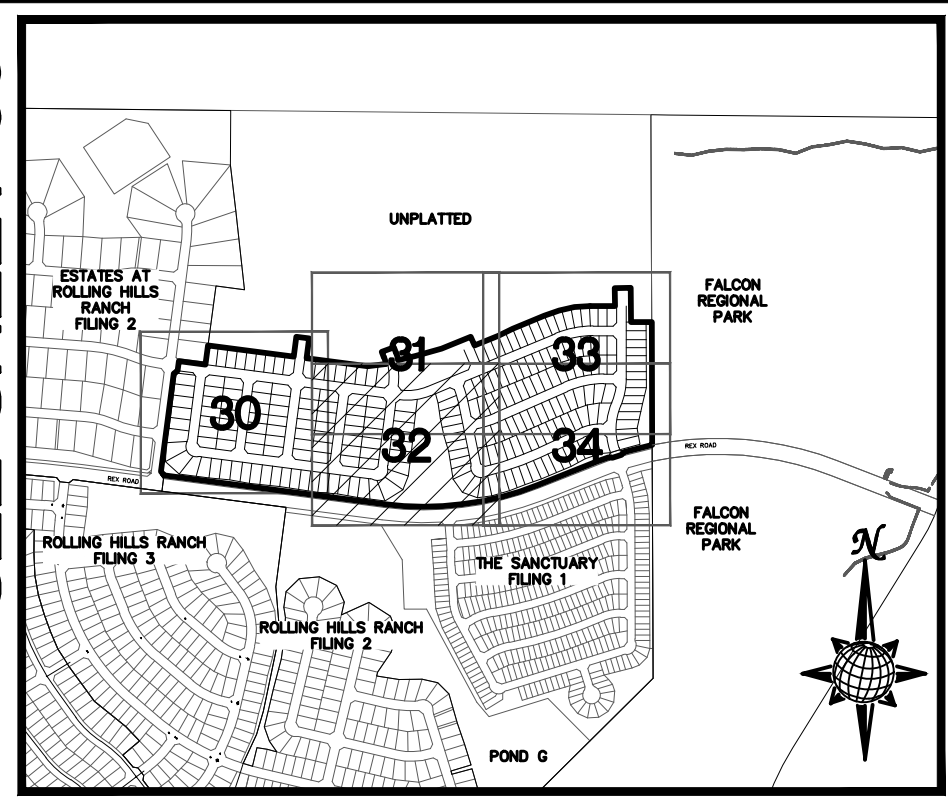 UNPLATTED
ESTATES AT
ROLLING HILLS
RANCH
FILING 2
FALCON
REGIONAL
PARK
31
33
30
32
34
REX ROAD
REX ROAD
ROLLING HILLS RANCH
FILING 3
FALCON
REGIONAL
PARK
N
THE SANCTUARY
FILING 1
ROLLING HILLS RANCH
FILING 2
POND G